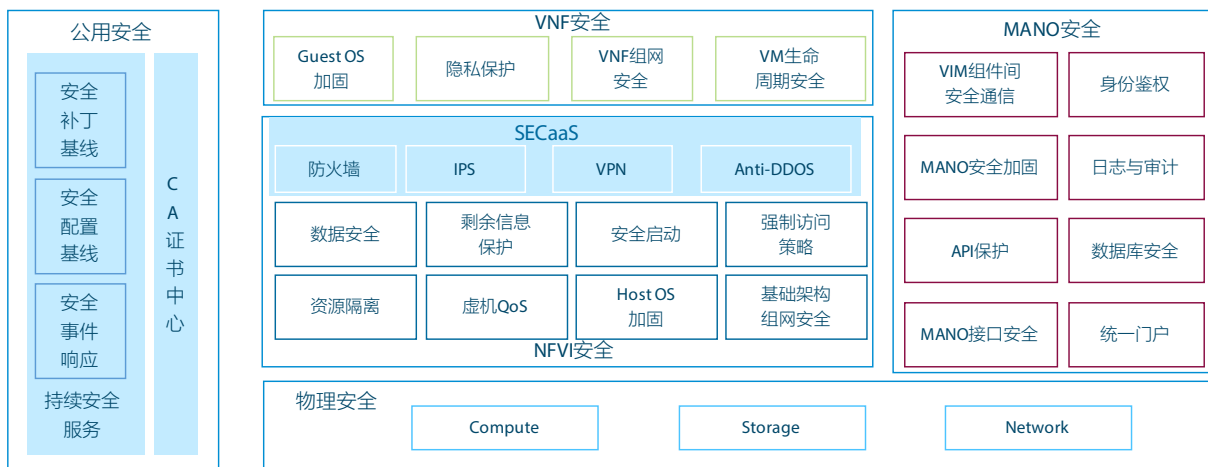 公用安全
安全
补丁
基线
安全
配置
基线
安全
事件
响应
持续安全
服务
C
A
证
书
中
心
VNF安全
Guest OS
加固
隐私保护
VNF组网
安全
VM生命
周期安全
SECaaS
防火墙
IPS
VPN
Anti-DDOS
数据安全
剩余信息
保护
安全启动
强制访问
策略
资源隔离
虚机QoS
Host OS
加固
基础架构
组网安全
NFVI安全
MANO安全
VIM组件间
安全通信
身份鉴权
MANO安全加固
日志与审计
API保护
数据库安全
MANO接口安全
统一门户
物理安全
Compute
Storage
Network